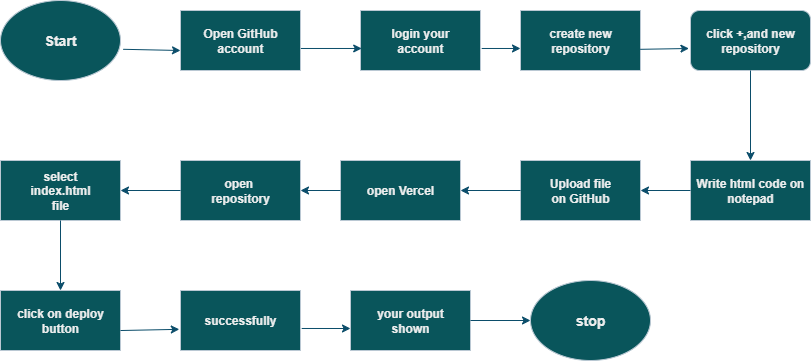 Start
Open GitHub
account
login your
account
create new
repository
click +,and new
repository
Write html code on
notepad
Upload file
on GitHub
open Vercel
open
repository
select
index.html
file
click on deploy
button
successfully
your output
shown
stop